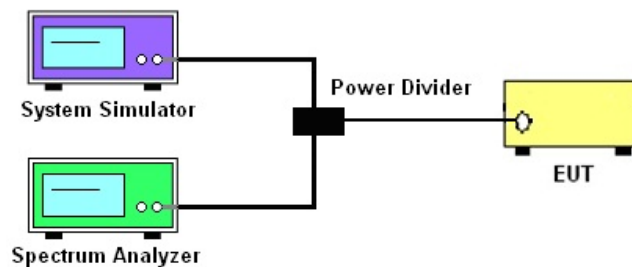 System Simulator
Power Divider
EUT
Spectrum Analyzer